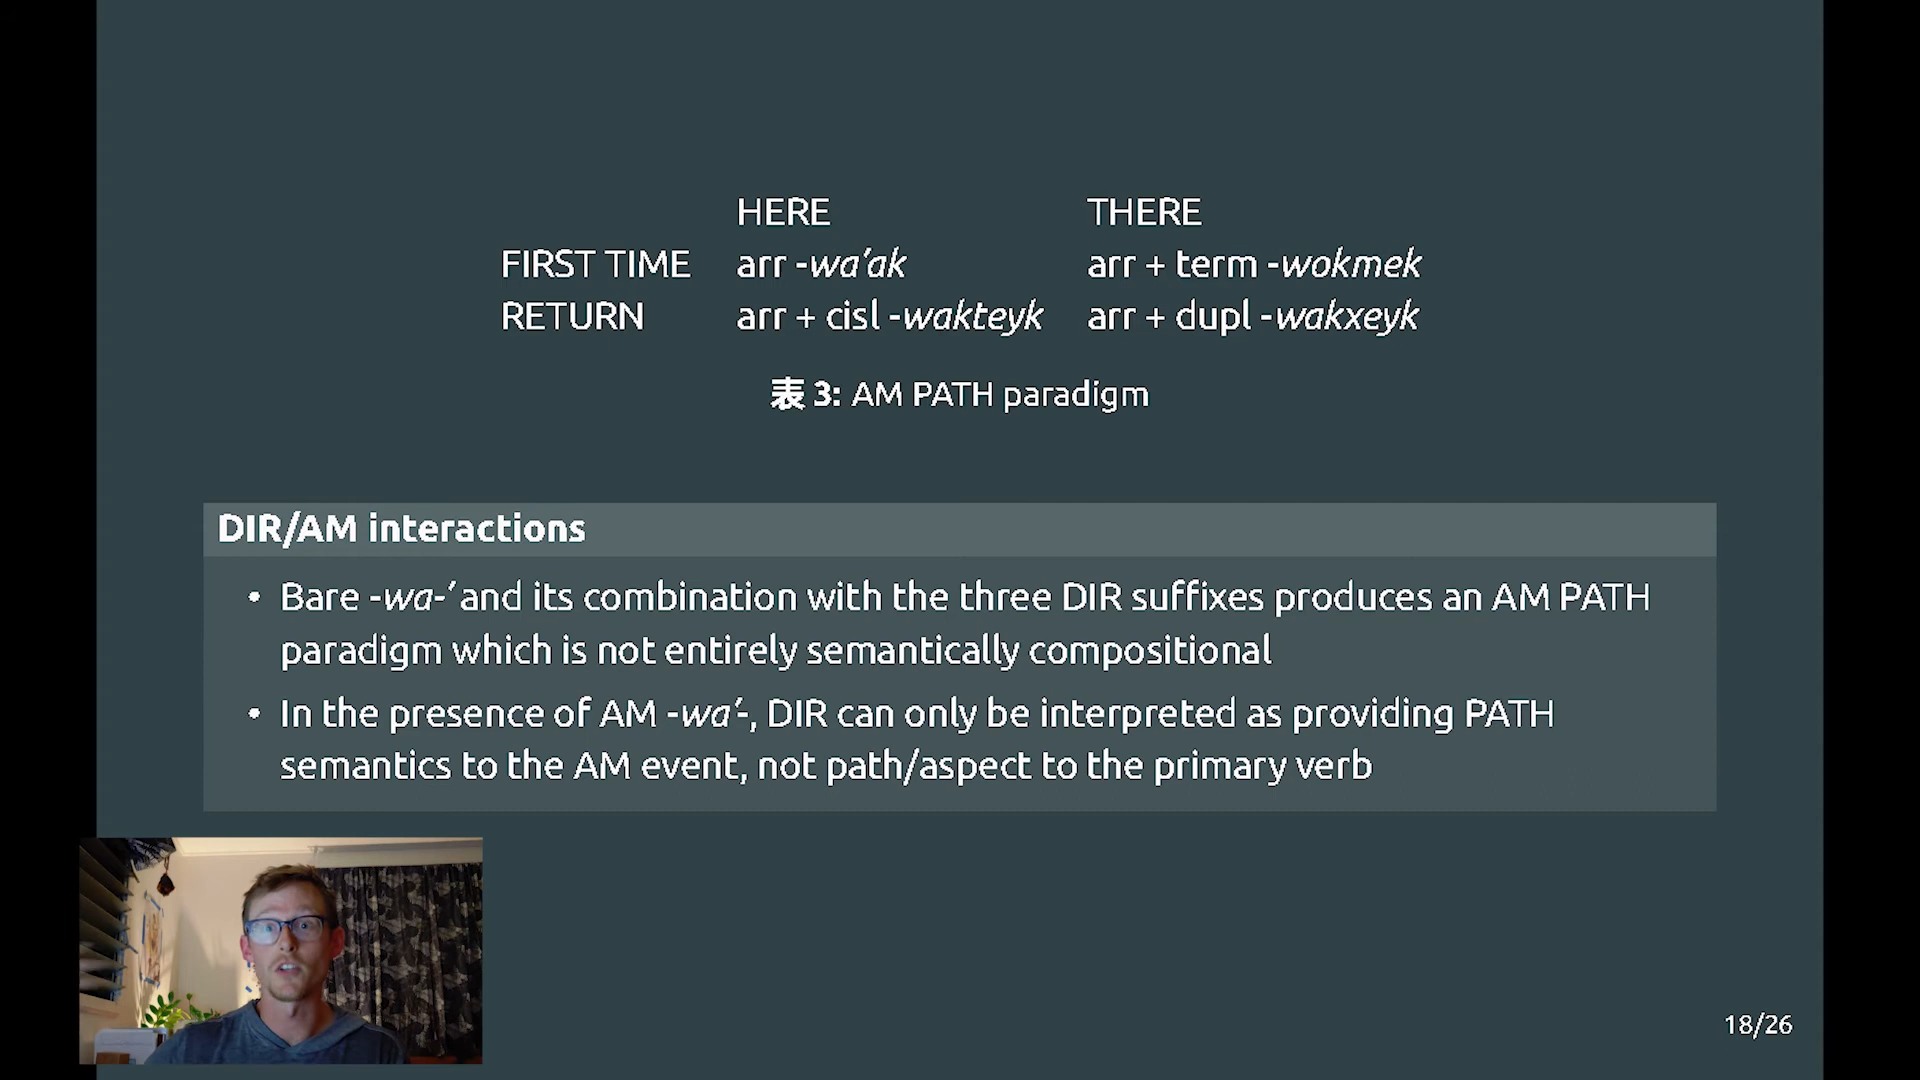 HERE THERE
FIRST TIME arr -wa’ak arr + term -wokmek
RETURN arr + cisl -wakteyk arr + dupl -wakxeyk
表 3: AM PATH paradigm
DIR/AM interactions
• Bare -wa-’ and its combination with the three DIR suffixes produces an AM PATH
paradigm which is not entirely semantically compositional
• In the presence of AM -wa’-, DIR can only be interpreted as providing PATH
semantics to the AM event, not path/aspect to the primary verb
18/26